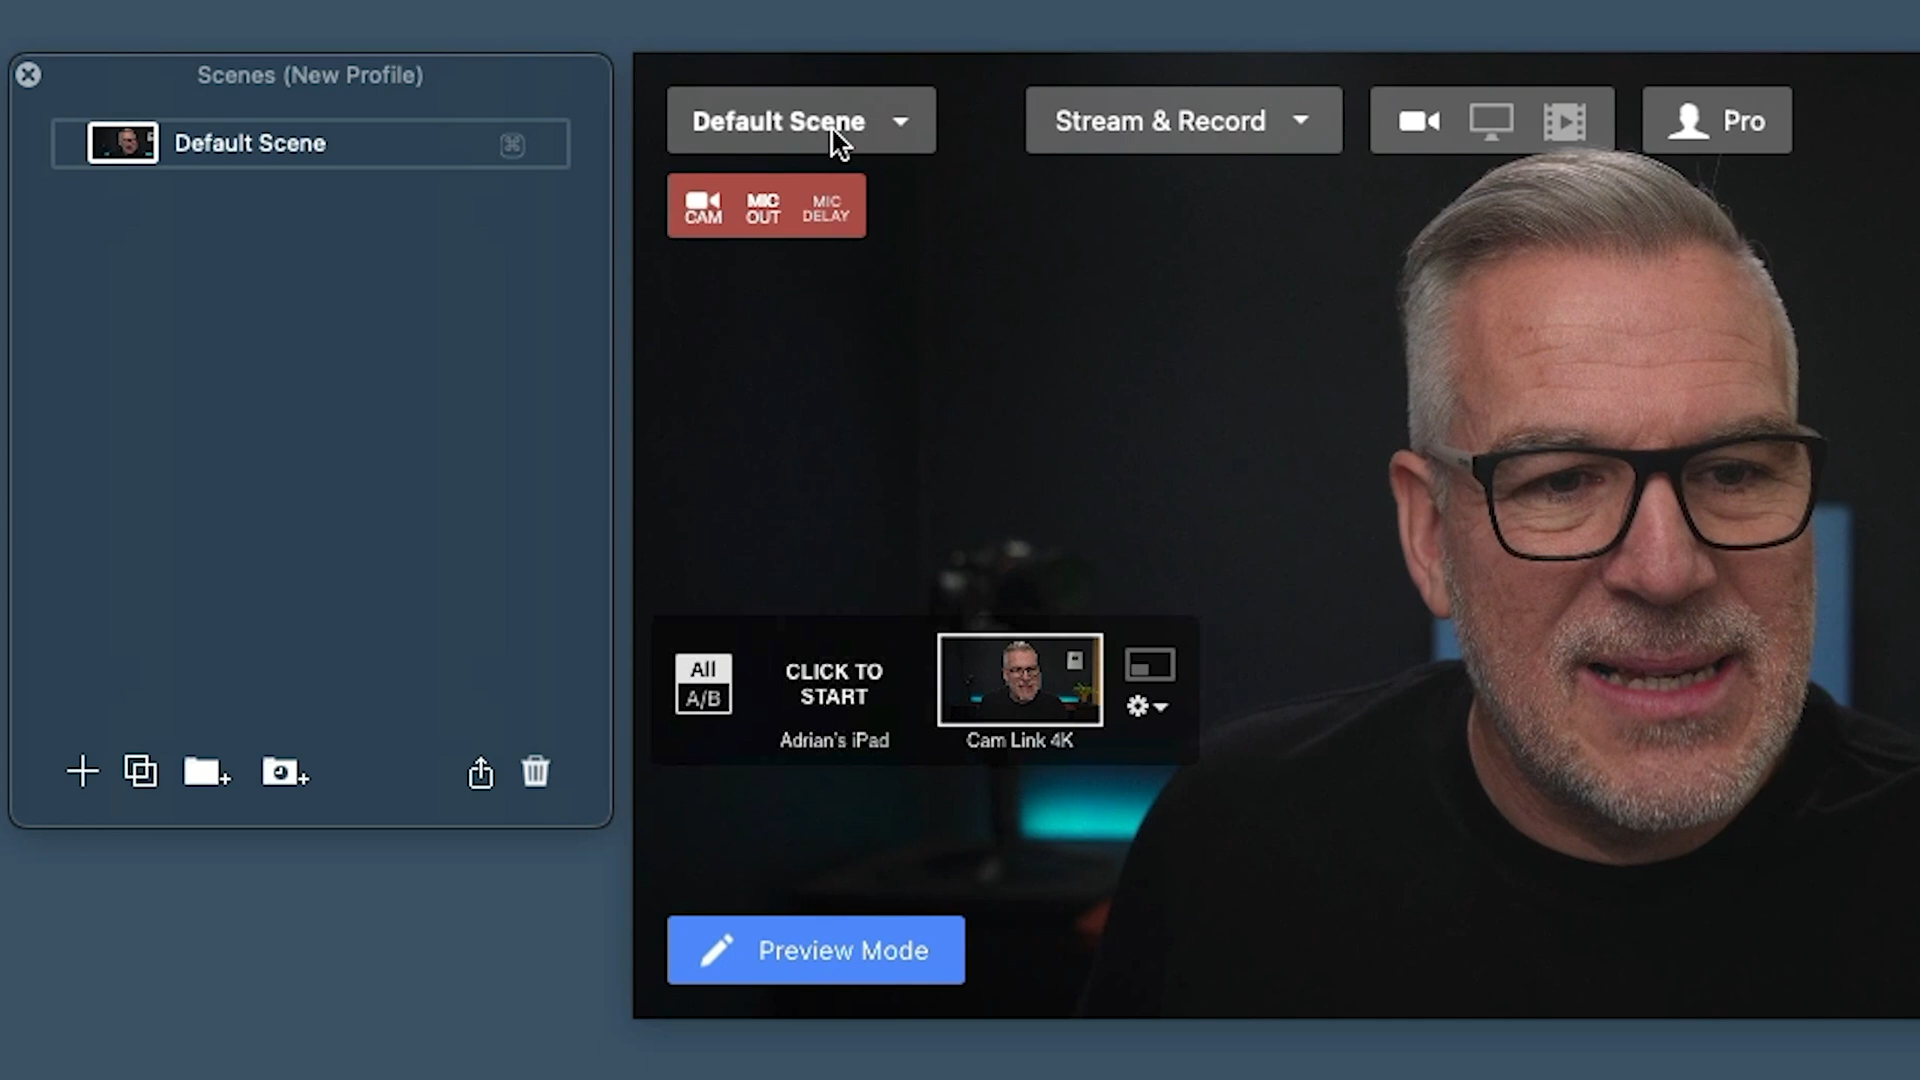 Scenes (New Profile)
Default Scene
Default Scene
Stream & Record
Pro
CAM
MIC OUT
MIC DELAY
All
A/B
CLICK TO
START
Adrian's iPad
Cam Link 4K
Preview Mode